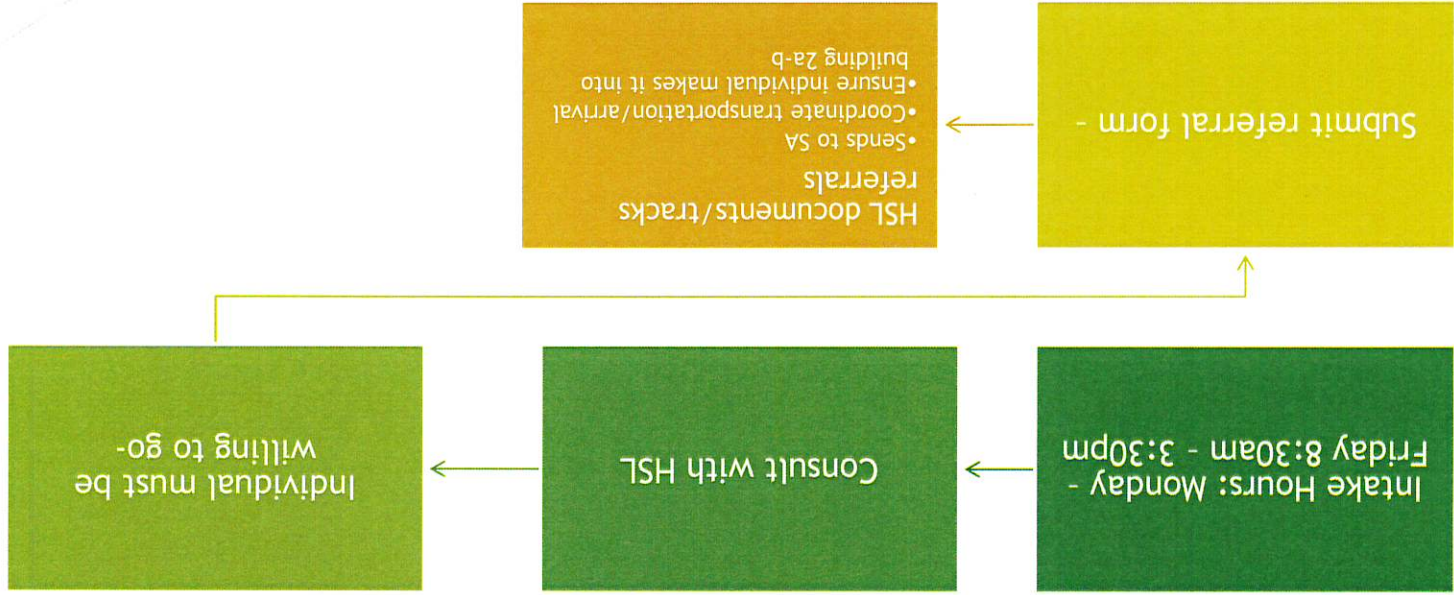 Intake Hours: Monday -
Friday 8:30am - 3:30pm
Consult with HSL
Individual must be
willing to go-
Submit referral form -
HSL documents/tracks
referrals
•Sends to SA
•Coordinate transportation/arrival
•Ensure individual makes it into
building 2a-b